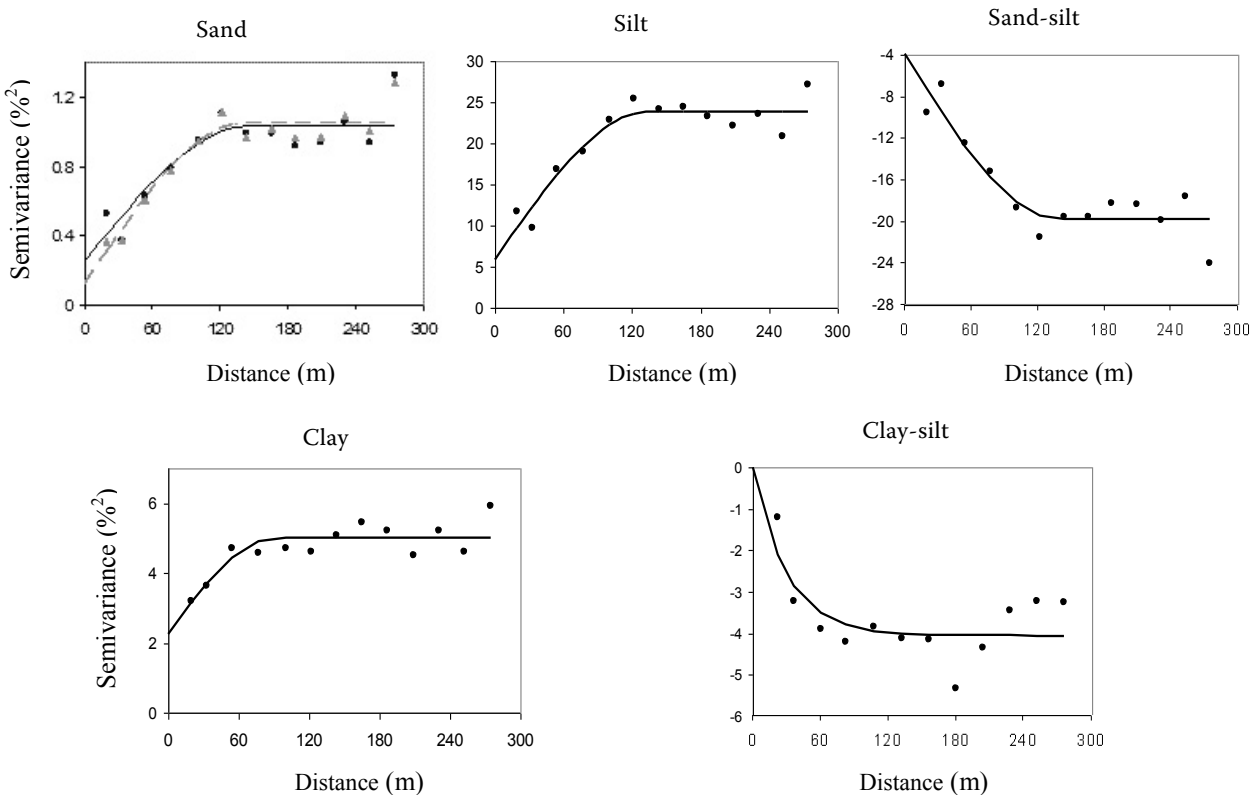 Sand
Semivariance (%²)
1.2
0.8
0.4
0
0 60 120 180 240 300
Distance (m)
Silt
30
25
20
15
10
5
0
0 60 120 180 240 300
Distance (m)
Sand-silt
-4
-8
-12
-16
-20
-24
-28
0 60 120 180 240 300
Distance (m)
Clay
Semivariance (%²)
6
4
2
0
0 60 120 180 240 300
Distance (m)
Clay-silt
0
-1
-2
-3
-4
-5
-6
0 60 120 180 240 300
Distance (m)